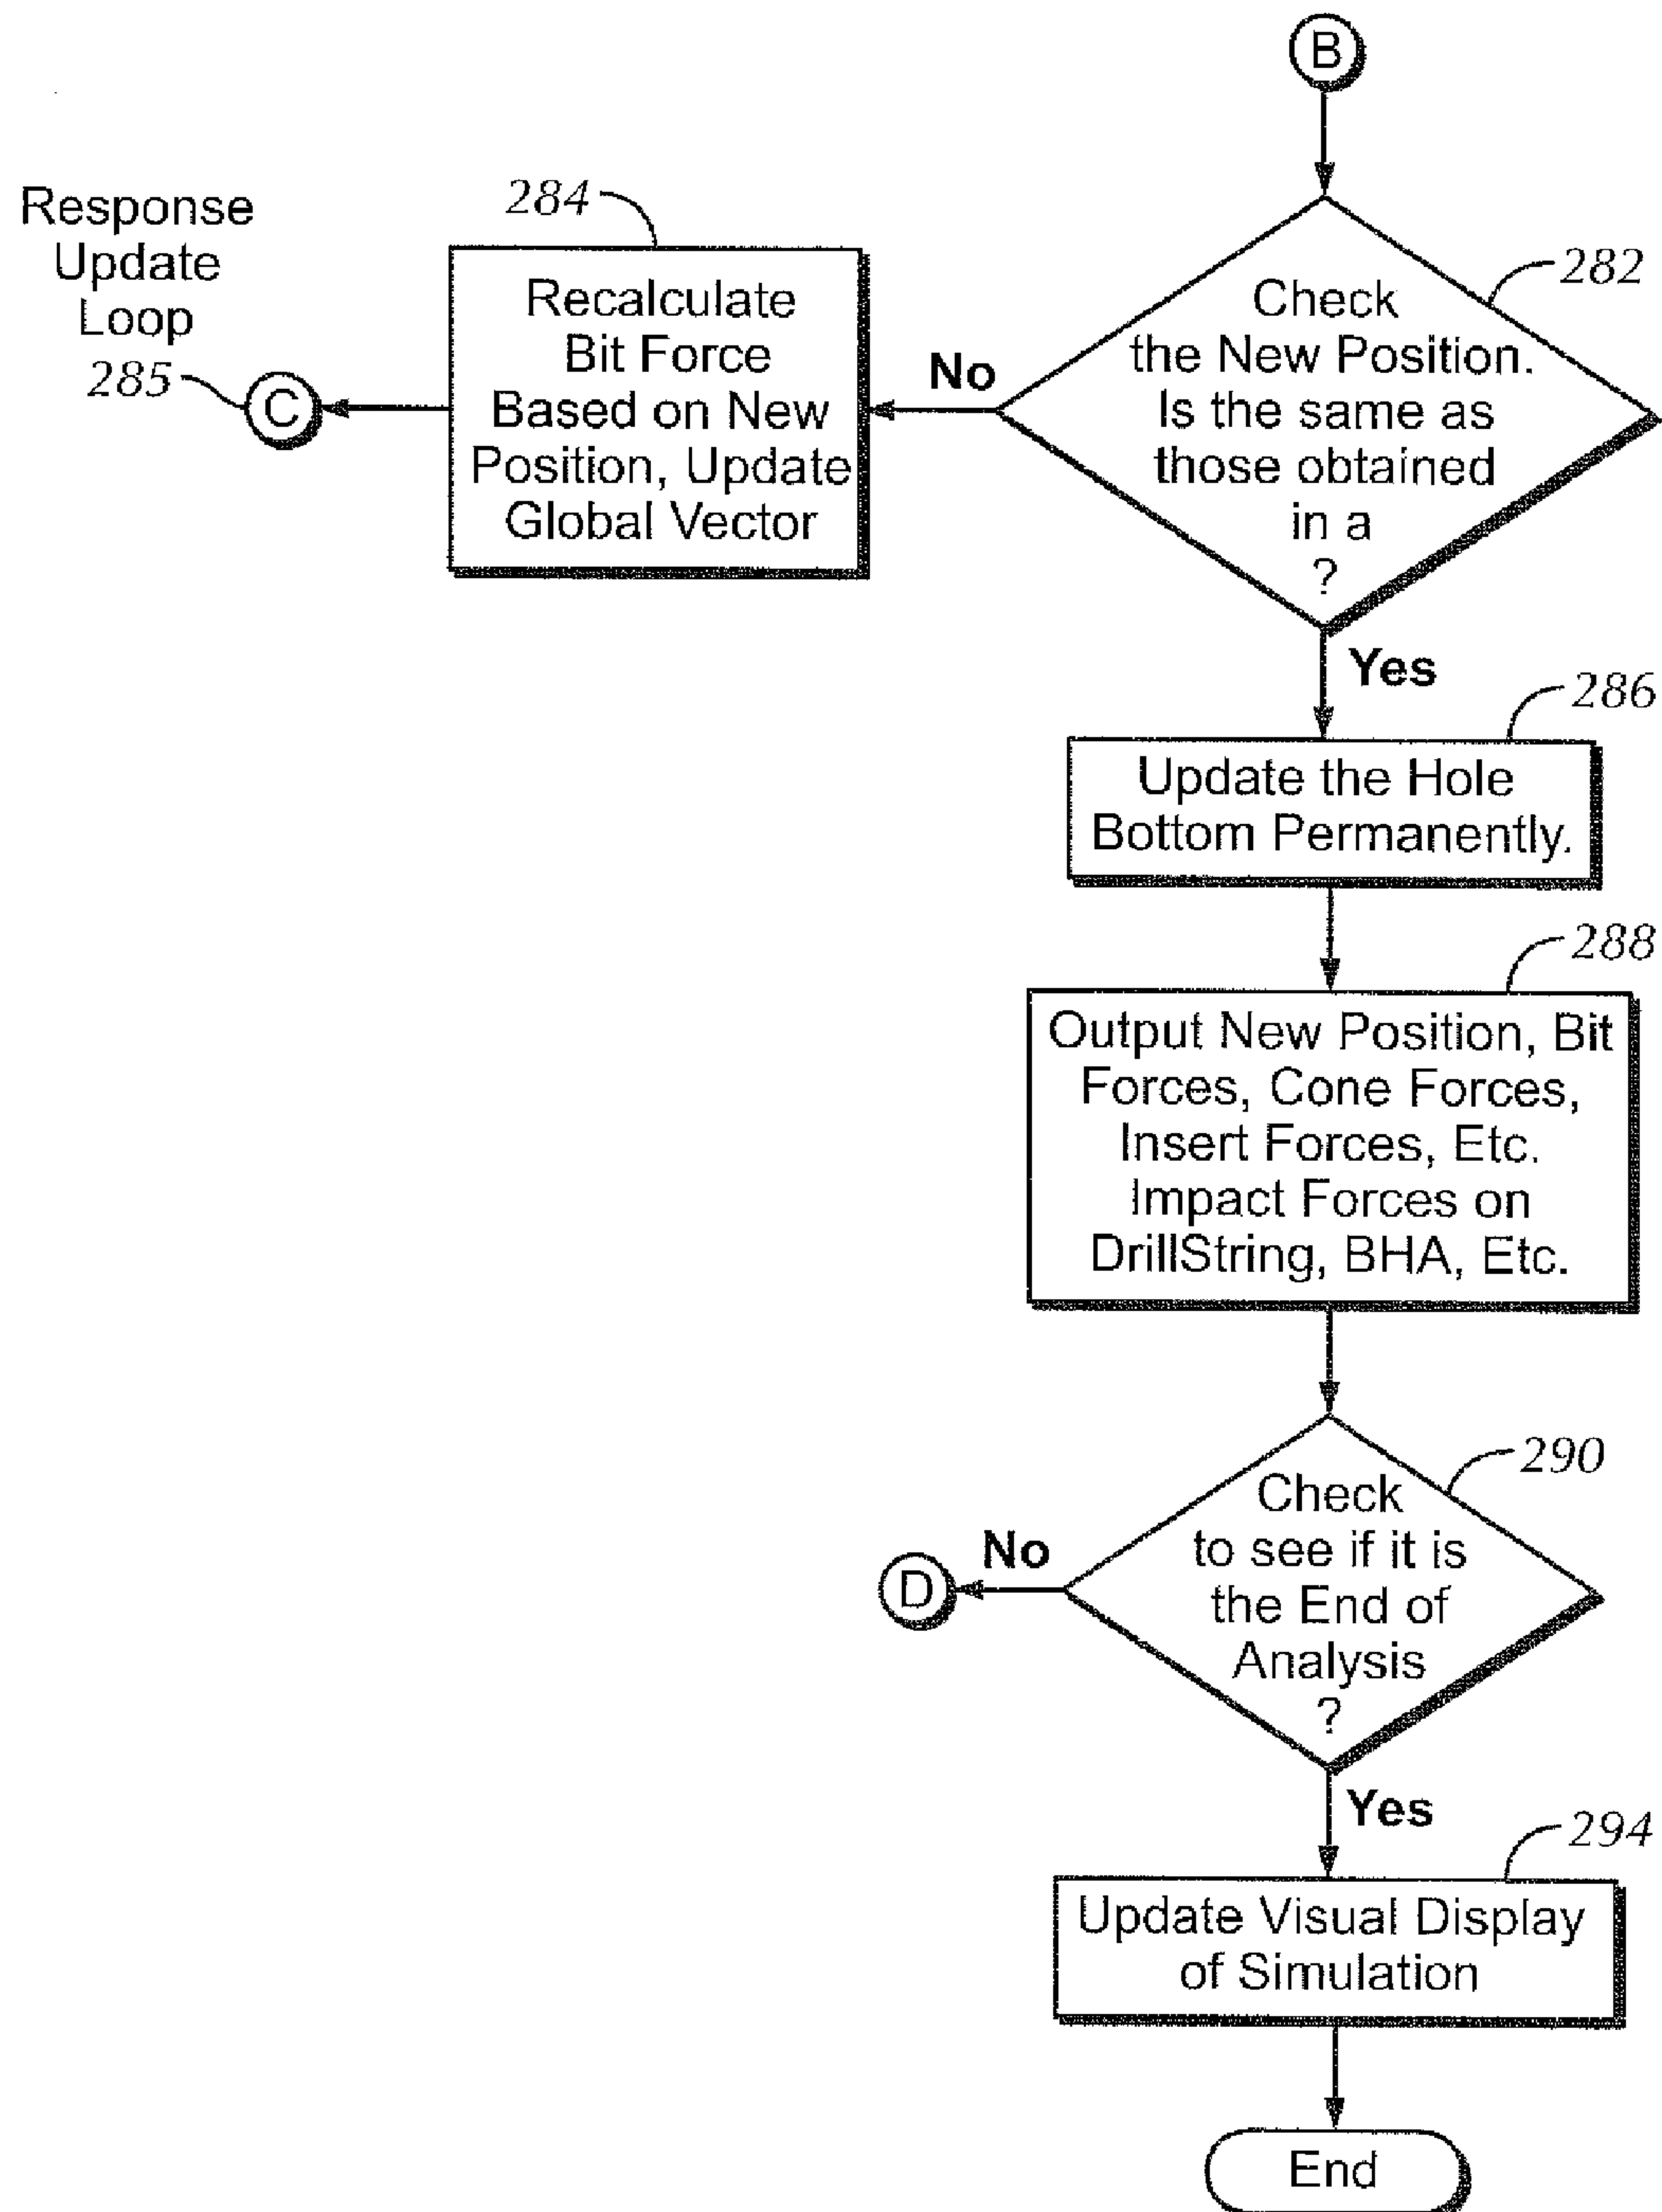 B
Response
Update
Loop
285
C
284
Recalculate
Bit Force
Based on New
Position, Update
Global Vector
No
282
Check
the New Position.
Is the same as
those obtained
in a
?
Yes
286
Update the Hole
Bottom Permanently.
288
Output New Position, Bit
Forces, Cone Forces,
Insert Forces, Etc.
Impact Forces on
DrillString, BHA, Etc.
290
Check
to see if it is
the End of
Analysis
?
No
D
Yes
294
Update Visual Display
of Simulation
End